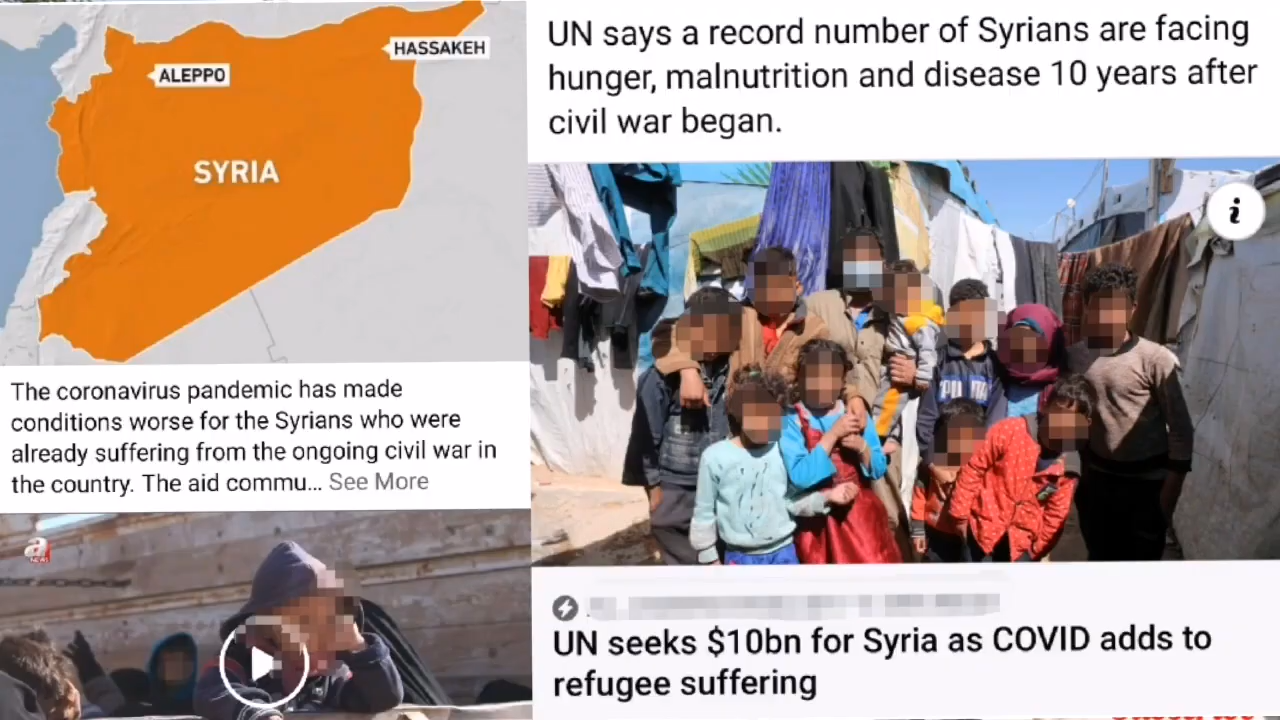 HASSAKEH
ALEPPO
SYRIA
The coronavirus pandemic has made
conditions worse for the Syrians who were
already suffering from the ongoing civil war in
the country. The aid commu... See More
a
NEWS
UN says a record number of Syrians are facing
hunger, malnutrition and disease 10 years after
civil war began.
i
UN seeks $10bn for Syria as COVID adds to
refugee suffering